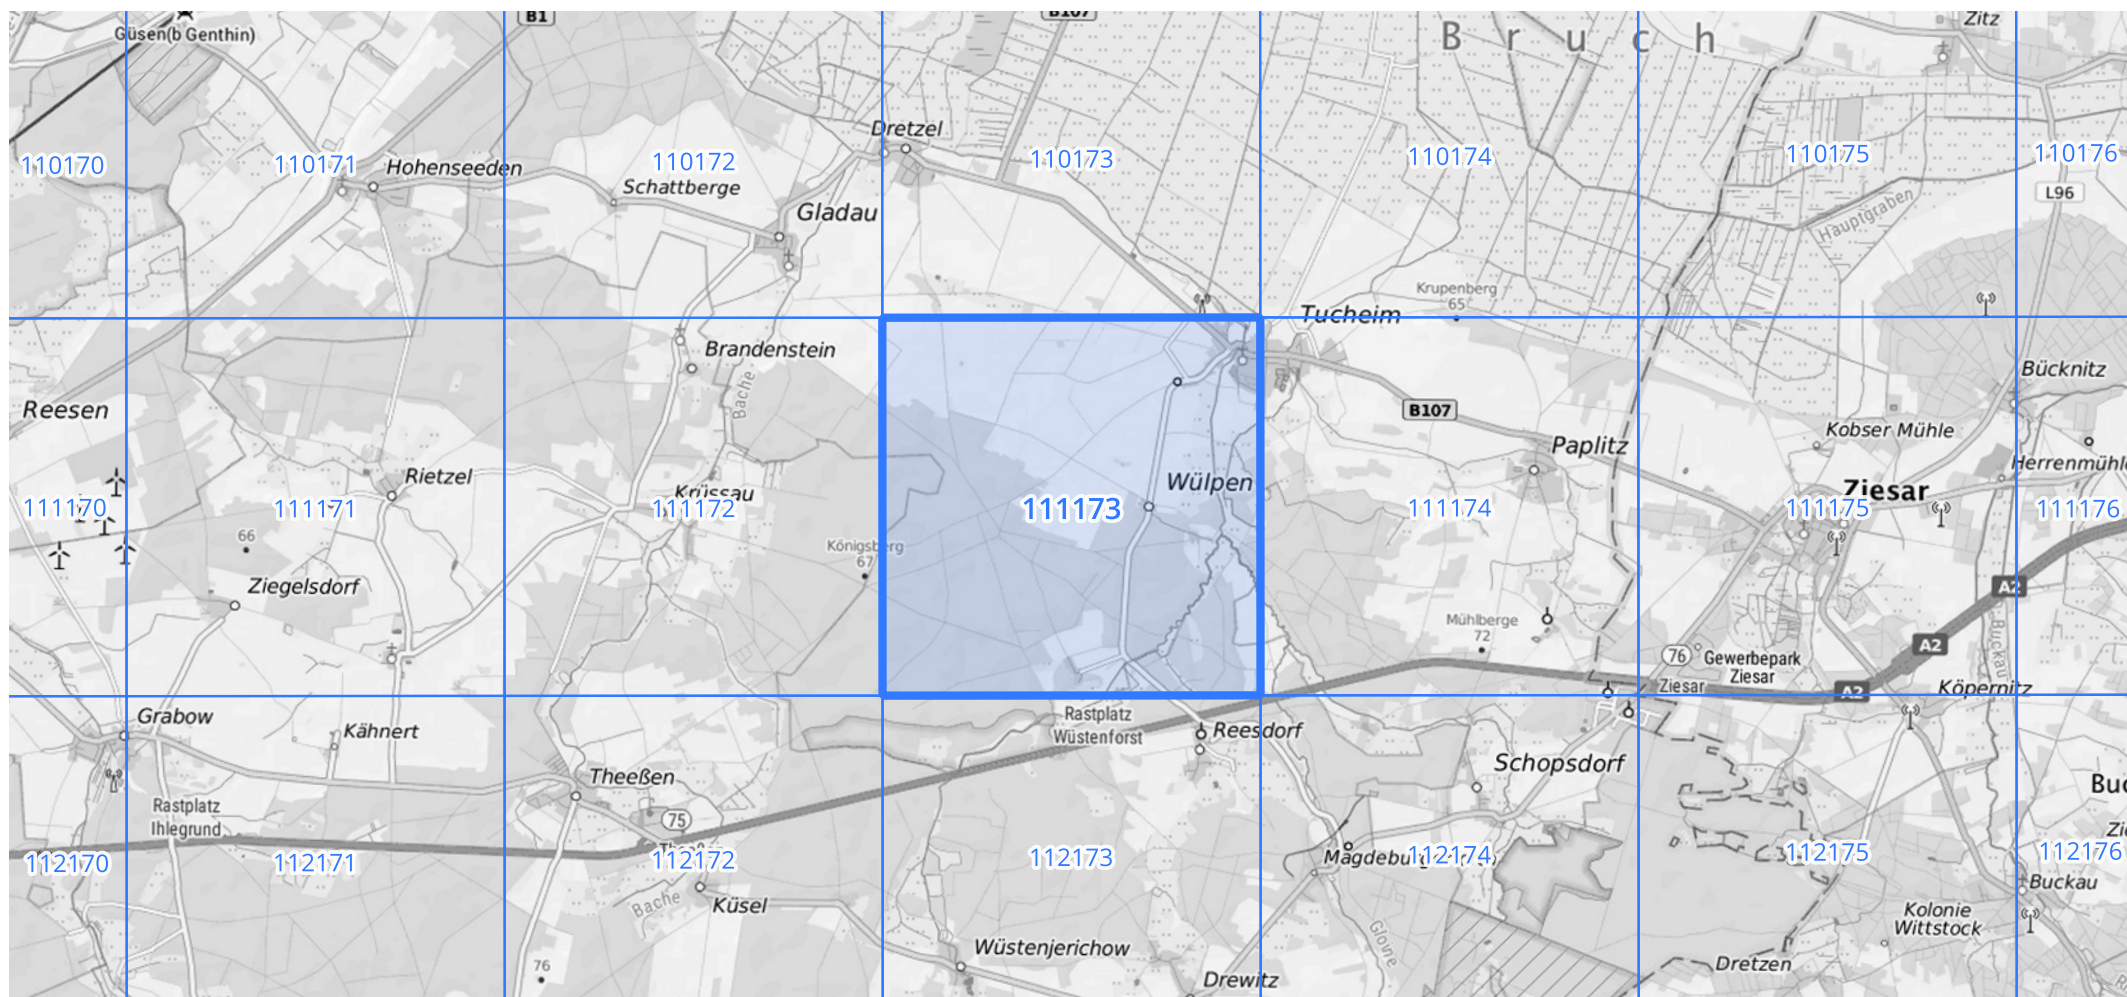 B1
B107
Zitz
Güsen(b Genthin)
B r u c h
Dretzel
110170
110171
110172
110173
110174
110175
110176
Hohenseeden
Schattberge
L96
Gladau
Hauptgraben
Krupenberg
65
Tucheim
Brandenstein
Bücknitz
Bache
Reesen
B107
Kobser Mühle
Paplitz
Herrenmühle
Rietzel
Wülpen
Krüssau
Ziesar
111170
111171
111172
111173
111174
111175
111176
66
Königsberg
67
Ziegelsdorf
A2
Mühlberge
72
Buckau
A2
76
Gewerbepark
Ziesar
Ziesar
A2
Köpernitz
Grabow
Kähnert
Rastplatz
Wüstenforst
Reesdorf
Schopsdorf
Theeßen
Rastplatz
Ihlegrund
75
112170
112171
112172
112173
112174
112175
112176
Küsel
Bache
Buckau
Kolonie
Wittstock
Glovne
Wüstenjerichow
76
Drewitz
Dretzen